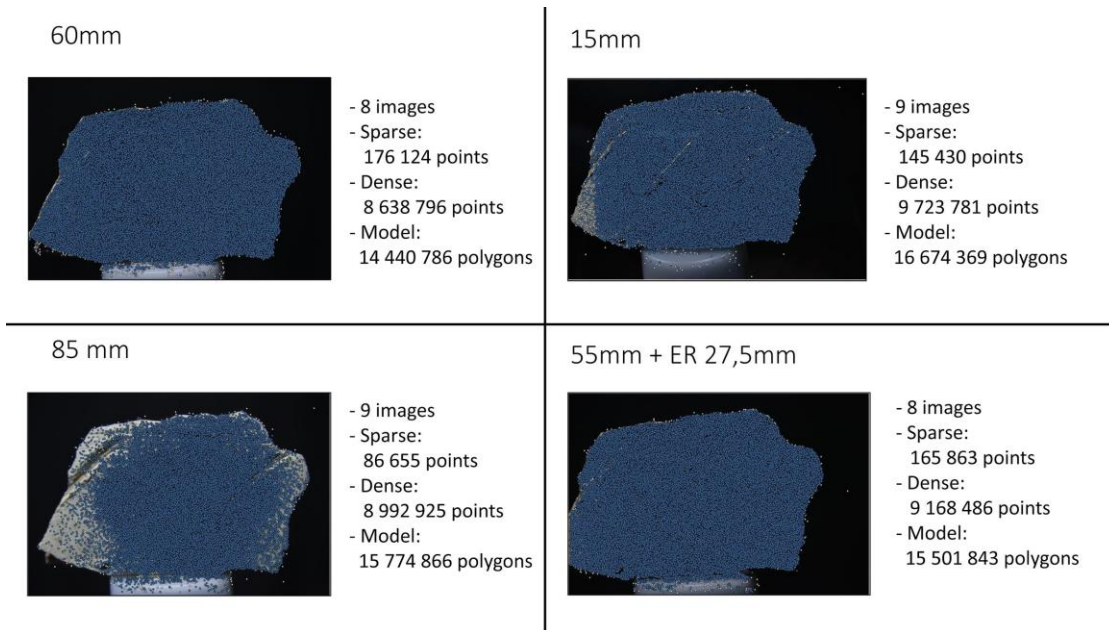 60mm
- 8 images
- Sparse:
176 124 points
- Dense:
8 638 796 points
- Model:
14 440 786 polygons
15mm
- 9 images
- Sparse:
145 430 points
- Dense:
9 723 781 points
- Model:
16 674 369 polygons
85 mm
- 9 images
- Sparse:
86 655 points
- Dense:
8 992 925 points
- Model:
15 774 866 polygons
55mm + ER 27,5mm
- 8 images
- Sparse:
165 863 points
- Dense:
9 168 486 points
- Model:
15 501 843 polygons